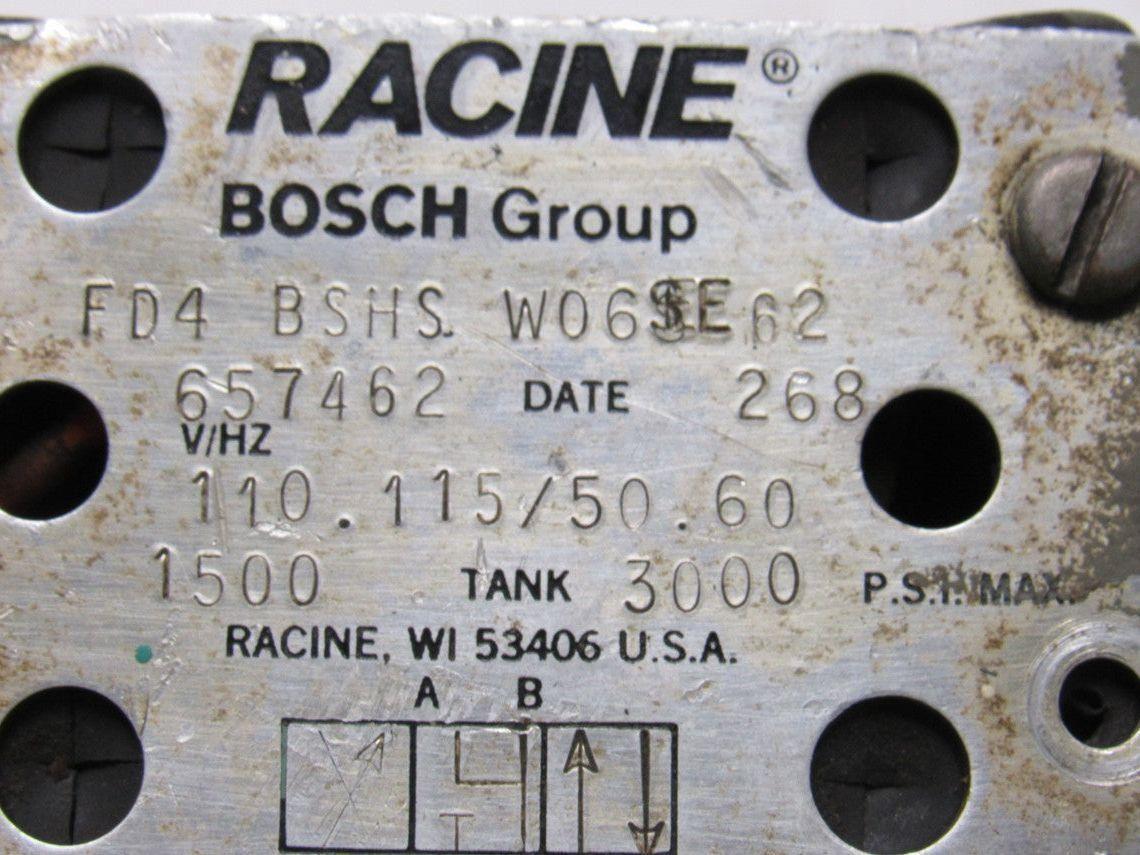 RACINE®
BOSCH Group
FD4 BSHS W06 62
657462 DATE 268
V/HZ
110.115/50.60
1500 TANK 3000 P.S.I. MAX.
RACINE, WI 53406 U.S.A.
A B